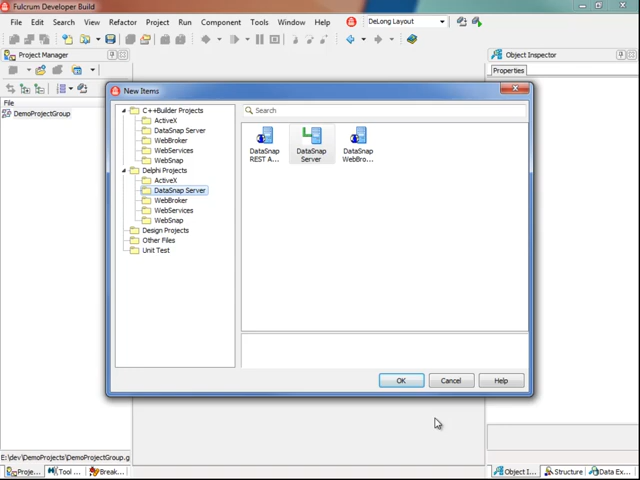 Fulcrum Developer Build
File Edit Search View Refactor Project Run Component Tools Window Help DeLong Layout
Project Manager
Object Inspector
Properties
File
DemoProjectGroup
New Items
C++Builder Projects
ActiveX
DataSnap Server
WebBroker
WebServices
WebSnap
Delphi Projects
ActiveX
DataSnap Server
WebBroker
WebServices
WebSnap
Design Projects
Other Files
Unit Test
Search
DataSnap
REST A...
DataSnap
Server
DataSnap
WebBro...
OK Cancel Help
E:\dev\DemoProjects\DemoProjectGroup.g
Proje... Tool ... Break...
Object I... Structure Data Ex...